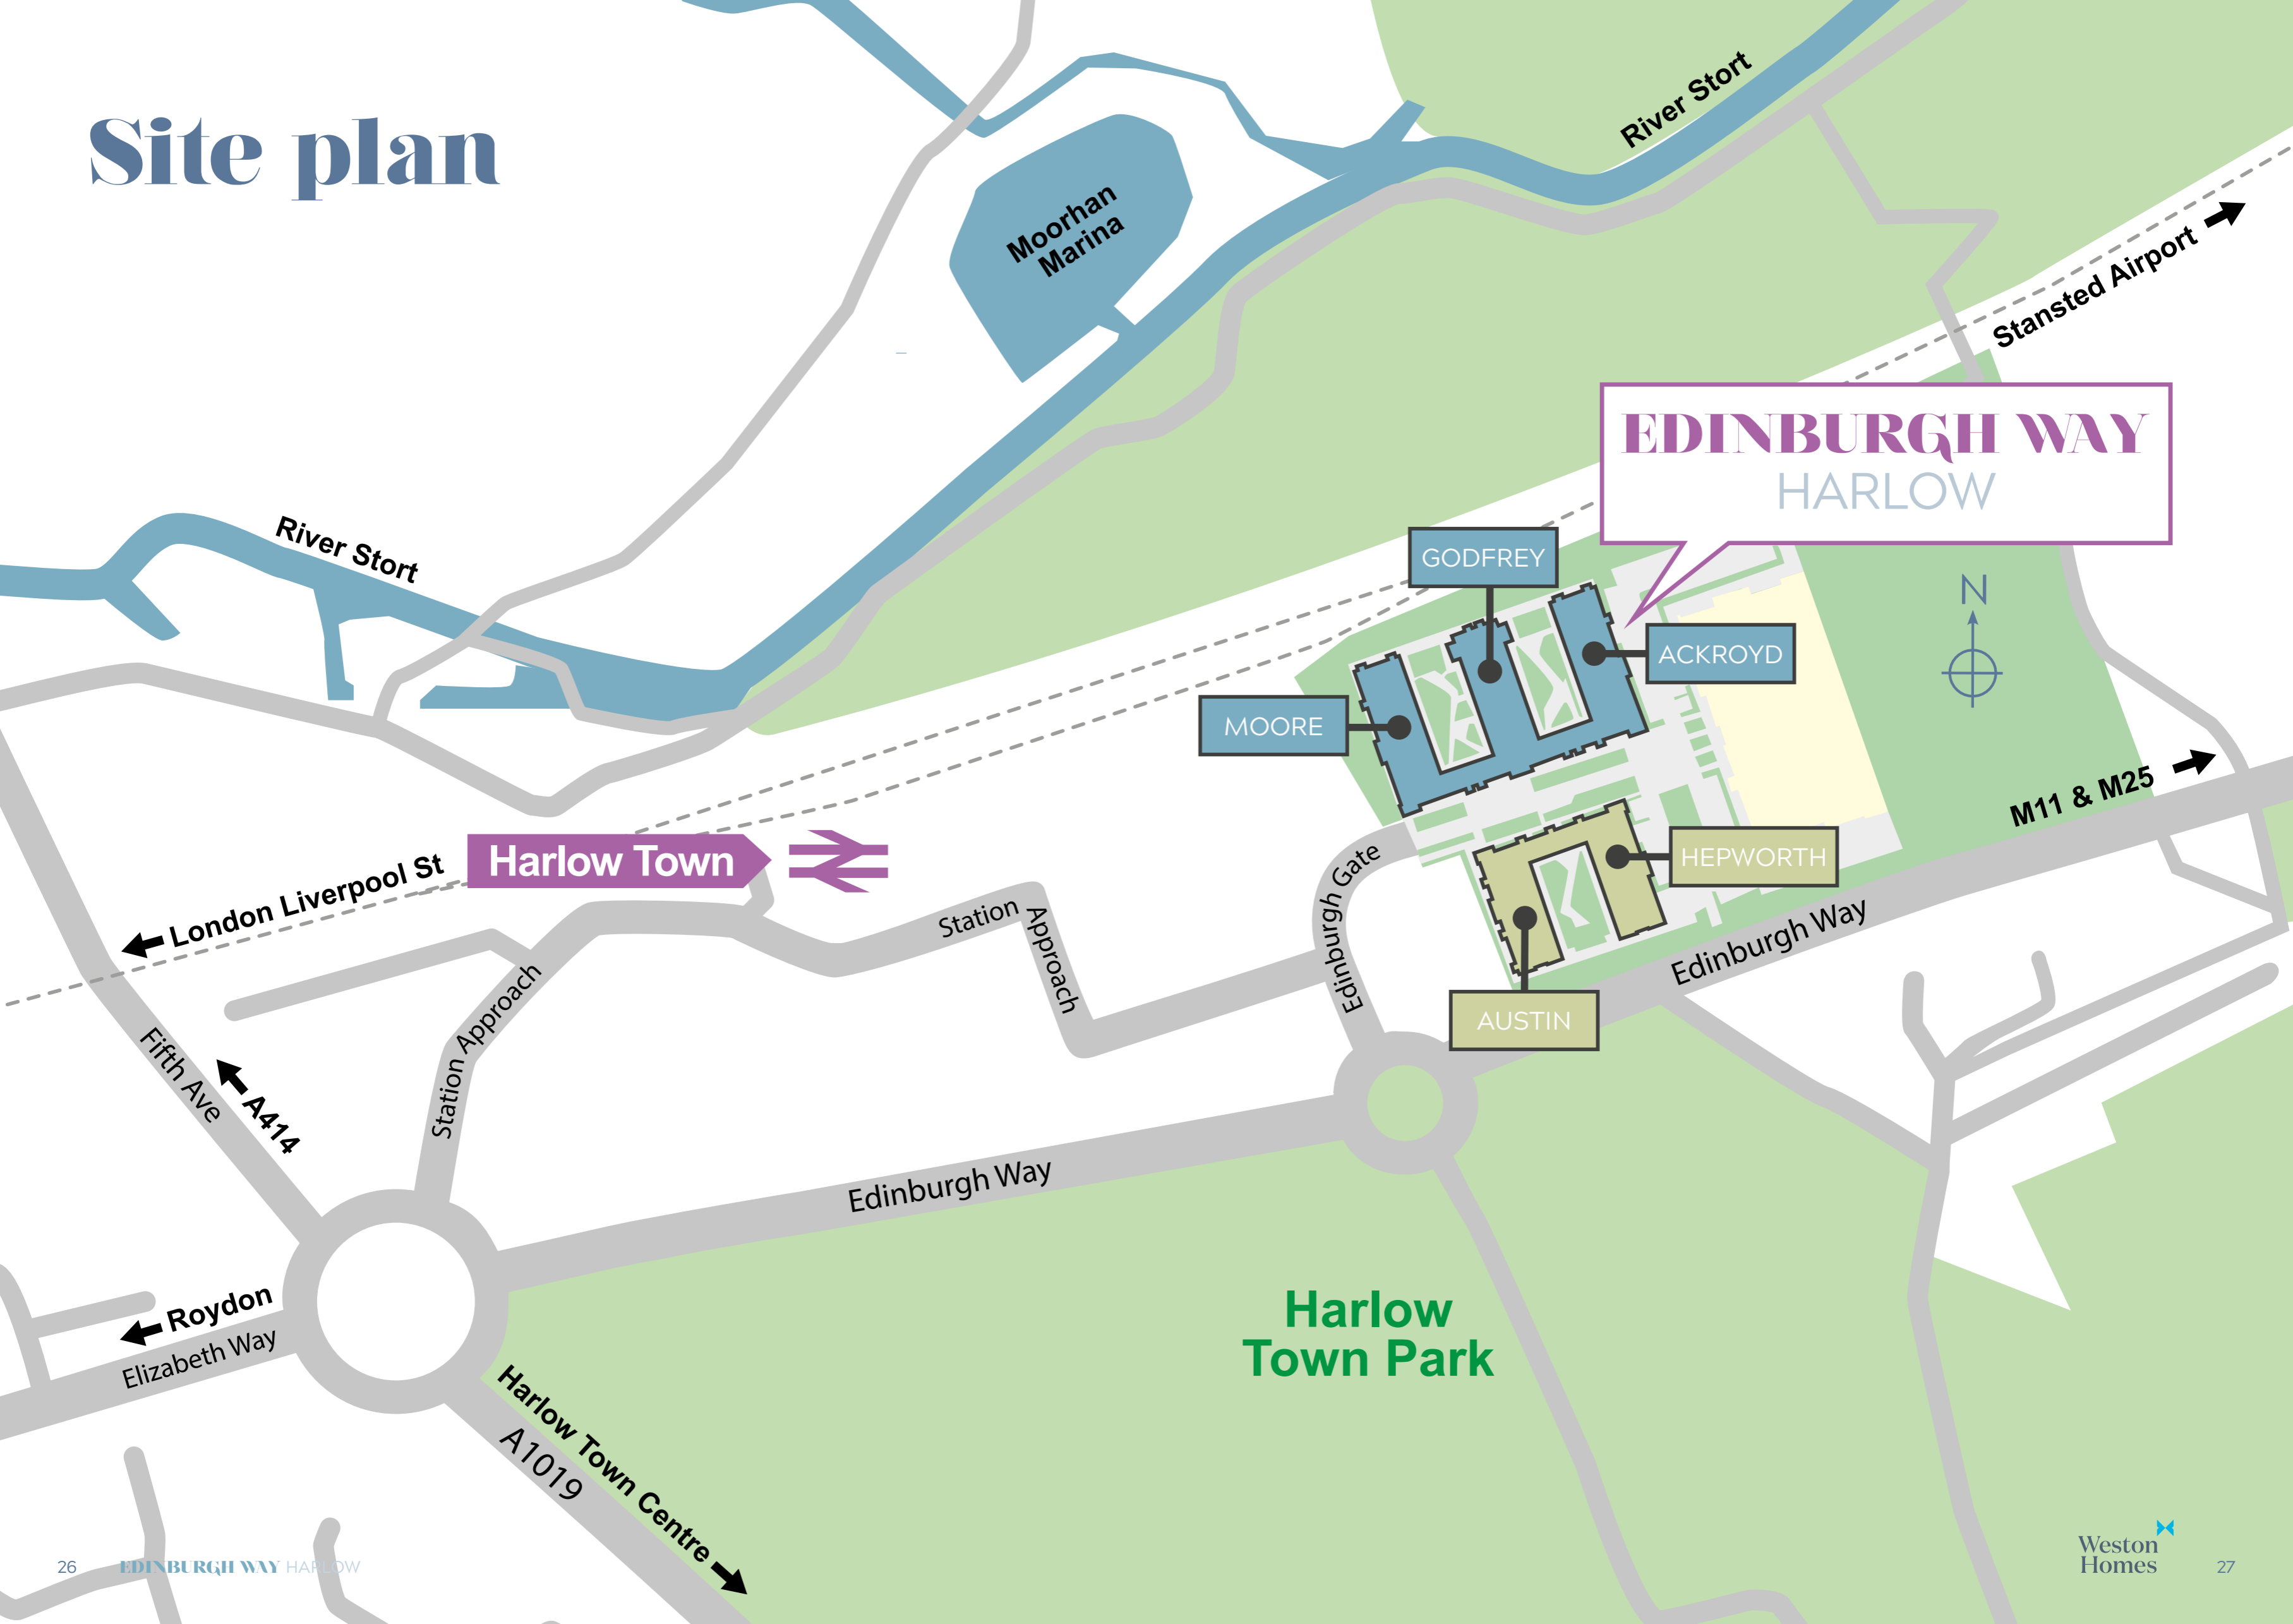 Site plan
River Stort
Moorhan
Marina
Stansted Airport
EDINBURGH WAY
HARLOW
River Stort
GODFREY
N
ACKROYD
MOORE
M11 & M25
Harlow Town
HEPWORTH
London Liverpool St
Edinburgh Gate
Station
Approach
Edinburgh Way
AUSTIN
Station Approach
Fifth Ave
A414
Edinburgh Way
Roydon
Elizabeth Way
Harlow
Town Park
Harlow Town Centre
A1019
26
EDINBURGH WAY HARLOW
Weston
Homes
27